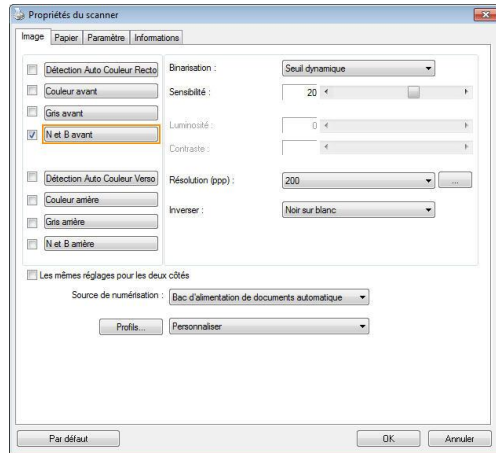 Propriétés du scanner
Image Papier Paramètre Informations
Détection Auto Couleur Recto
Couleur avant
Gris avant
N et B avant
Détection Auto Couleur Verso
Couleur arrière
Gris arrière
N et B arrière
Binarisation : Seuil dynamique
Sensibilité : 20
Luminosité : 0
Contraste :
Résolution (ppp) : 200 ...
Inverser : Noir sur blanc
Les mêmes réglages pour les deux côtés
Source de numérisation : Bac d'alimentation de documents automatique
Profils... Personnaliser
Par défaut OK Annuler